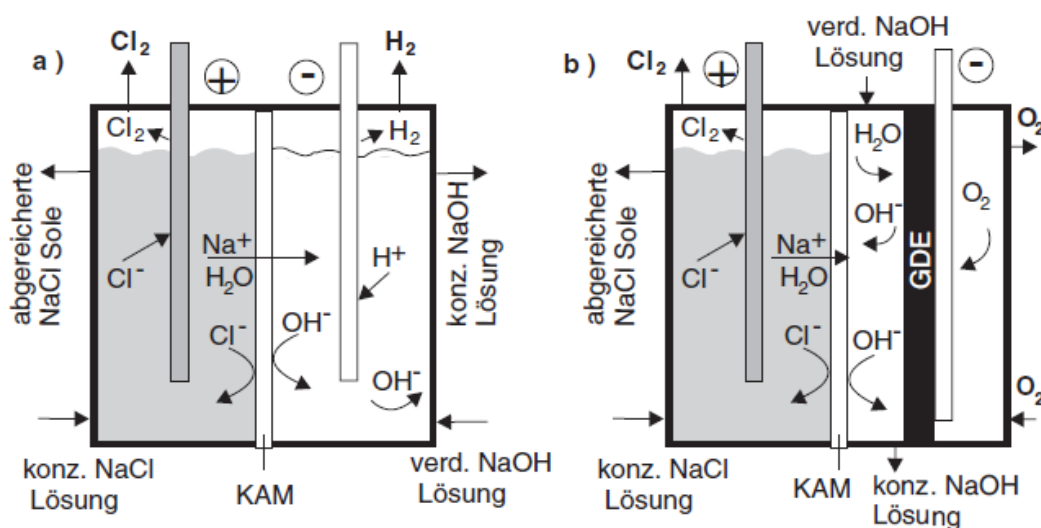 a )
Cl2
+
-
H2
Cl2
H2
abgereicherte
NaCl Sole
Cl-
Na+
H2O
H+
konz. NaOH
Lösung
Cl-
OH-
OH-
konz. NaCl
Lösung
KAM
verd. NaOH
Lösung
b )
Cl2
+
verd. NaOH
Lösung
-
Cl2
H2O
O2
abgereicherte
NaCl Sole
Cl-
Na+
H2O
OH-
O2
GDE
Cl-
OH-
O2
konz. NaCl
Lösung
KAM
konz. NaOH
Lösung